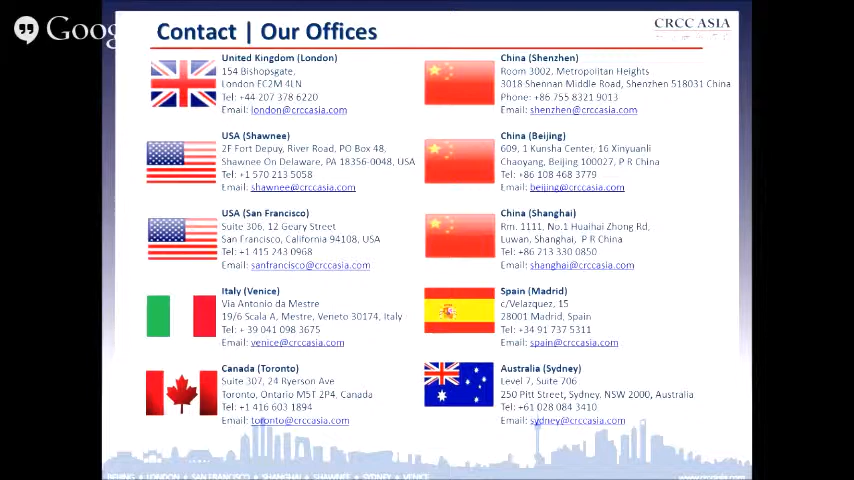 Goog
Contact | Our Offices
CRCC ASIA
United Kingdom (London)
154 Bishopsgate,
London EC2M 4LN
Tel: +44 207 378 6220
Email: london@crccasia.com
USA (Shawnee)
2F Fort Depuy, River Road, PO Box 48,
Shawnee On Delaware, PA 18356-0048, USA
Tel: +1 570 213 5058
Email: shawnee@crccasia.com
USA (San Francisco)
Suite 306, 12 Geary Street
San Francisco, California 94108, USA
Tel: +1 415 243 0968
Email: sanfrancisco@crccasia.com
Italy (Venice)
Via Antonio da Mestre
19/6 Scala A, Mestre, Veneto 30174, Italy
Tel: + 39 041 098 3675
Email: venice@crccasia.com
Canada (Toronto)
Suite 307, 24 Ryerson Ave
Toronto, Ontario M5T 2P4, Canada
Tel: +1 416 603 1894
Email: toronto@crccasia.com
China (Shenzhen)
Room 3002, Metropolitan Heights
3018 Shennan Middle Road, Shenzhen 518031 China
Phone: +86 755 8321 9013
Email: shenzhen@crccasia.com
China (Beijing)
609, 1 Kunsha Center, 16 Xinyuanli
Chaoyang, Beijing 100027, P R China
Tel: +86 108 468 3779
Email: beijing@crccasia.com
China (Shanghai)
Rm. 1111, No.1 Huaihai Zhong Rd,
Luwan, Shanghai, P R China
Tel: +86 213 330 0850
Email: shanghai@crccasia.com
Spain (Madrid)
c/Velazquez, 15
28001 Madrid, Spain
Tel: +34 91 737 5311
Email: spain@crccasia.com
Australia (Sydney)
Level 7, Suite 706
250 Pitt Street, Sydney, NSW 2000, Australia
Tel: +61 028 084 3410
Email: sydney@crccasia.com
BEIJING LONDON SAN FRANCISCO SHANGHAI SHAWNEE SYDNEY VENICE
www.crccasia.com